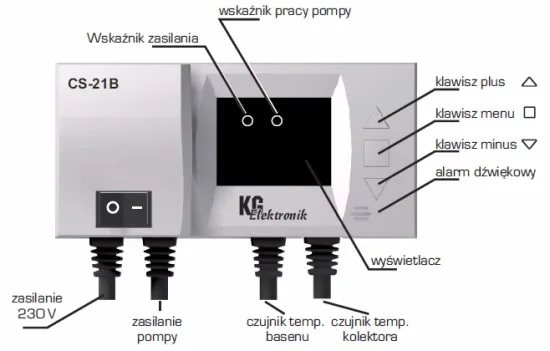 wskaźnik pracy pompy
Wskaźnik zasilania
CS-21B
klawisz plus
klawisz menu
klawisz minus
alarm dźwiękowy
KG
Elektronik
wyświetlacz
zasilanie
230 V
zasilanie
pompy
czujnik temp.
basenu
czujnik temp.
kolektora